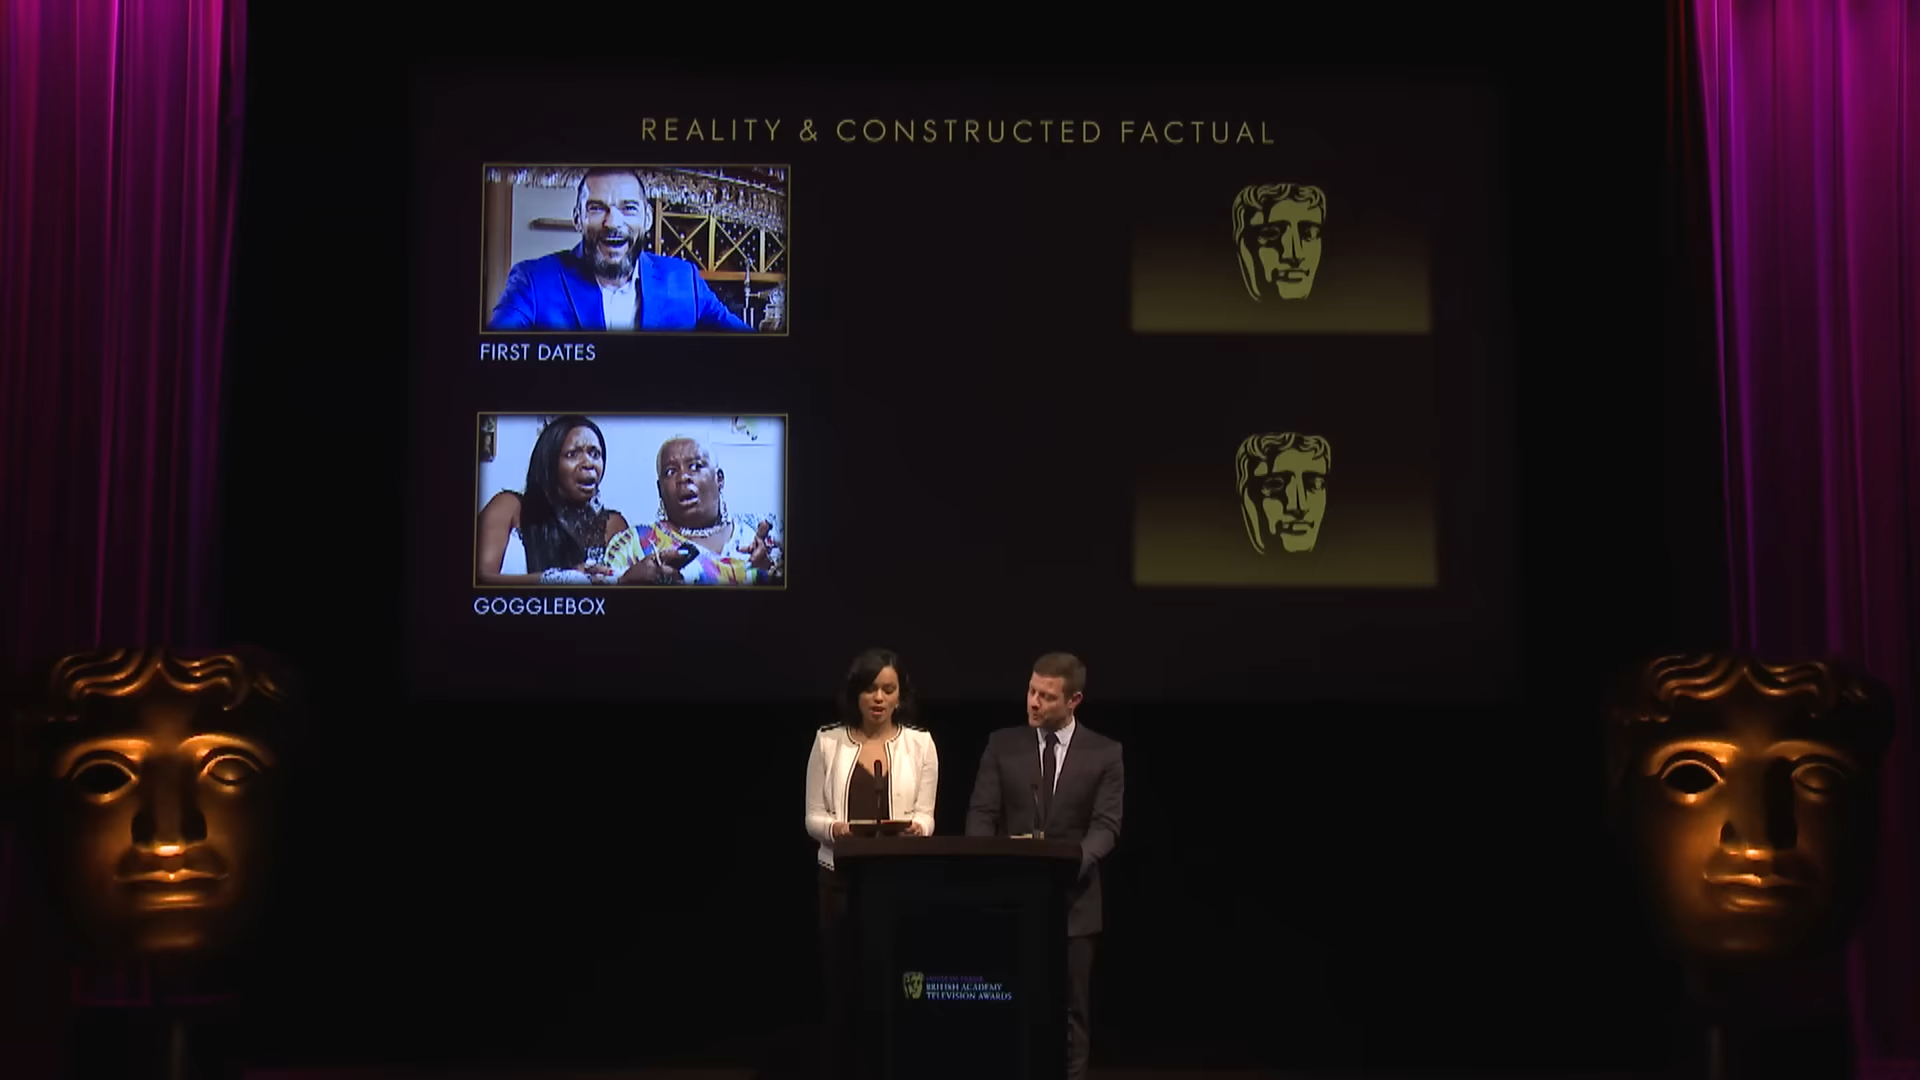 REALITY & CONSTRUCTED FACTUAL
FIRST DATES
GOGGLEBOX
BRITISH ACADEMY
TELEVISION AWARDS